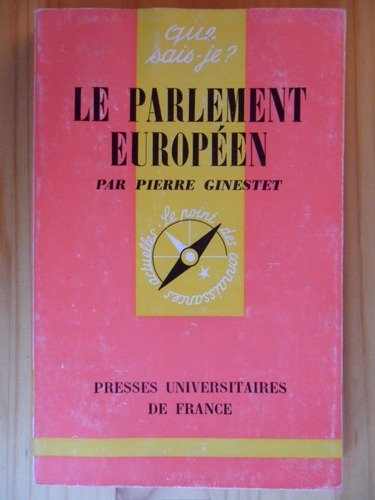 que
sais-je?
LE PARLEMENT
EUROPÉEN
PAR PIERRE GINESTET
Le point des connaissances actuelles
PRESSES UNIVERSITAIRES
DE FRANCE